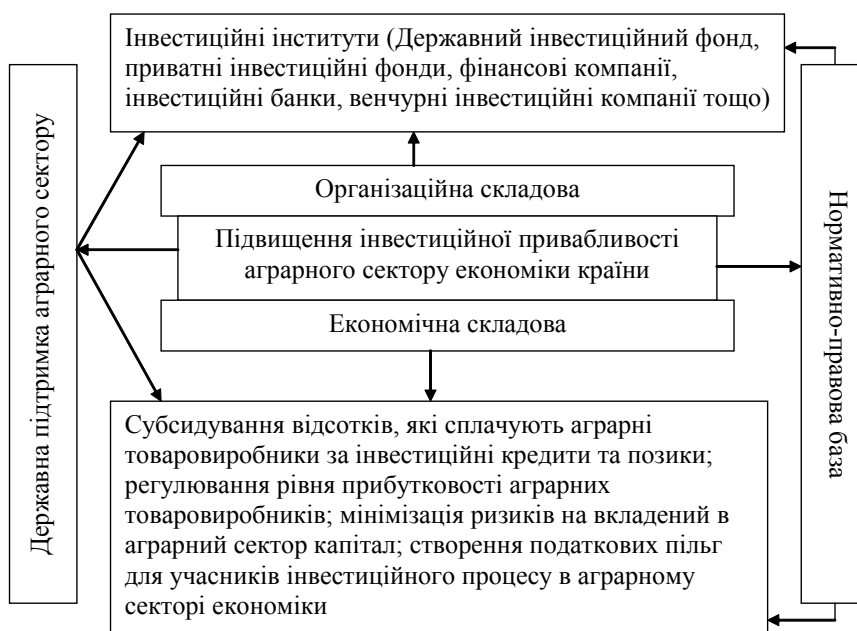 Інвестиційні інститути (Державний інвестиційний фонд,
приватні інвестиційні фонди, фінансові компанії,
інвестиційні банки, венчурні інвестиційні компанії тощо)
Державна підтримка аграрного сектору
Організаційна складова
Підвищення інвестиційної привабливості
аграрного сектору економіки країни
Економічна складова
Нормативно-правова база
Субсидування відсотків, які сплачують аграрні
товаровиробники за інвестиційні кредити та позики;
регулювання рівня прибутковості аграрних
товаровиробників; мінімізація ризиків на вкладений в
аграрний сектор капітал; створення податкових пільг
для учасників інвестиційного процесу в аграрному
секторі економіки